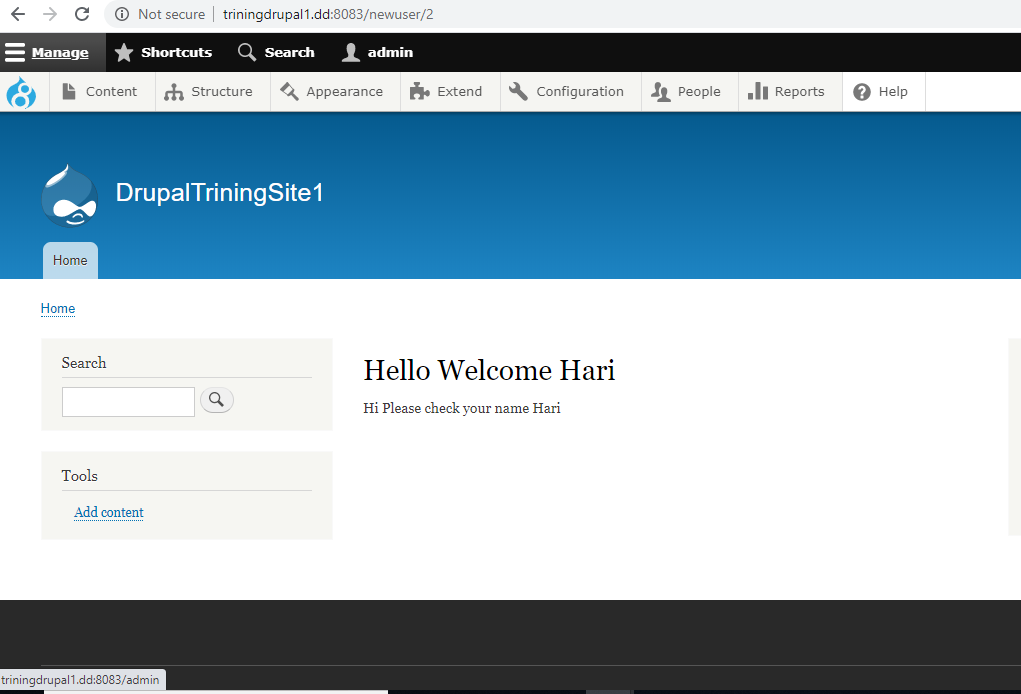 Not secure | triningdrupal1.dd:8083/newuser/2
Manage Shortcuts Search admin
Content Structure Appearance Extend Configuration People Reports Help
DrupalTriningSite1
Home
Home
Search
Hello Welcome Hari
Hi Please check your name Hari
Tools
Add content
triningdrupal1.dd:8083/admin